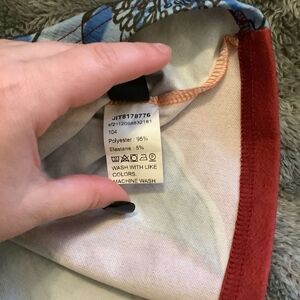 JIT8178776
104
Polyester : 95%
Elastane : 5%
WASH WITH LIKE
COLORS.
MACHINE WASH